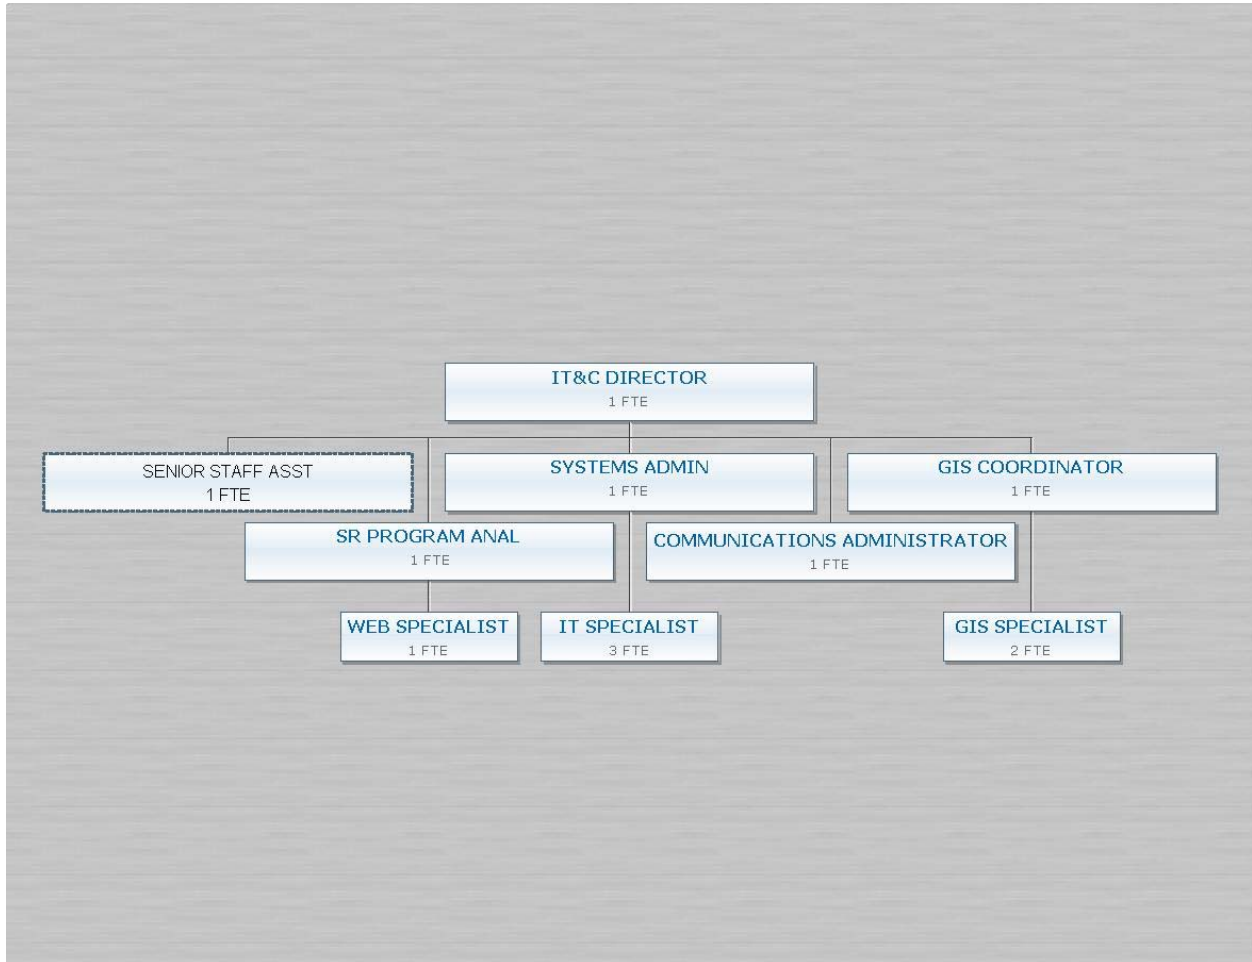 IT&C DIRECTOR
1 FTE
SENIOR STAFF ASST
1 FTE
SYSTEMS ADMIN
1 FTE
GIS COORDINATOR
1 FTE
SR PROGRAM ANAL
1 FTE
COMMUNICATIONS ADMINISTRATOR
1 FTE
WEB SPECIALIST
1 FTE
IT SPECIALIST
3 FTE
GIS SPECIALIST
2 FTE